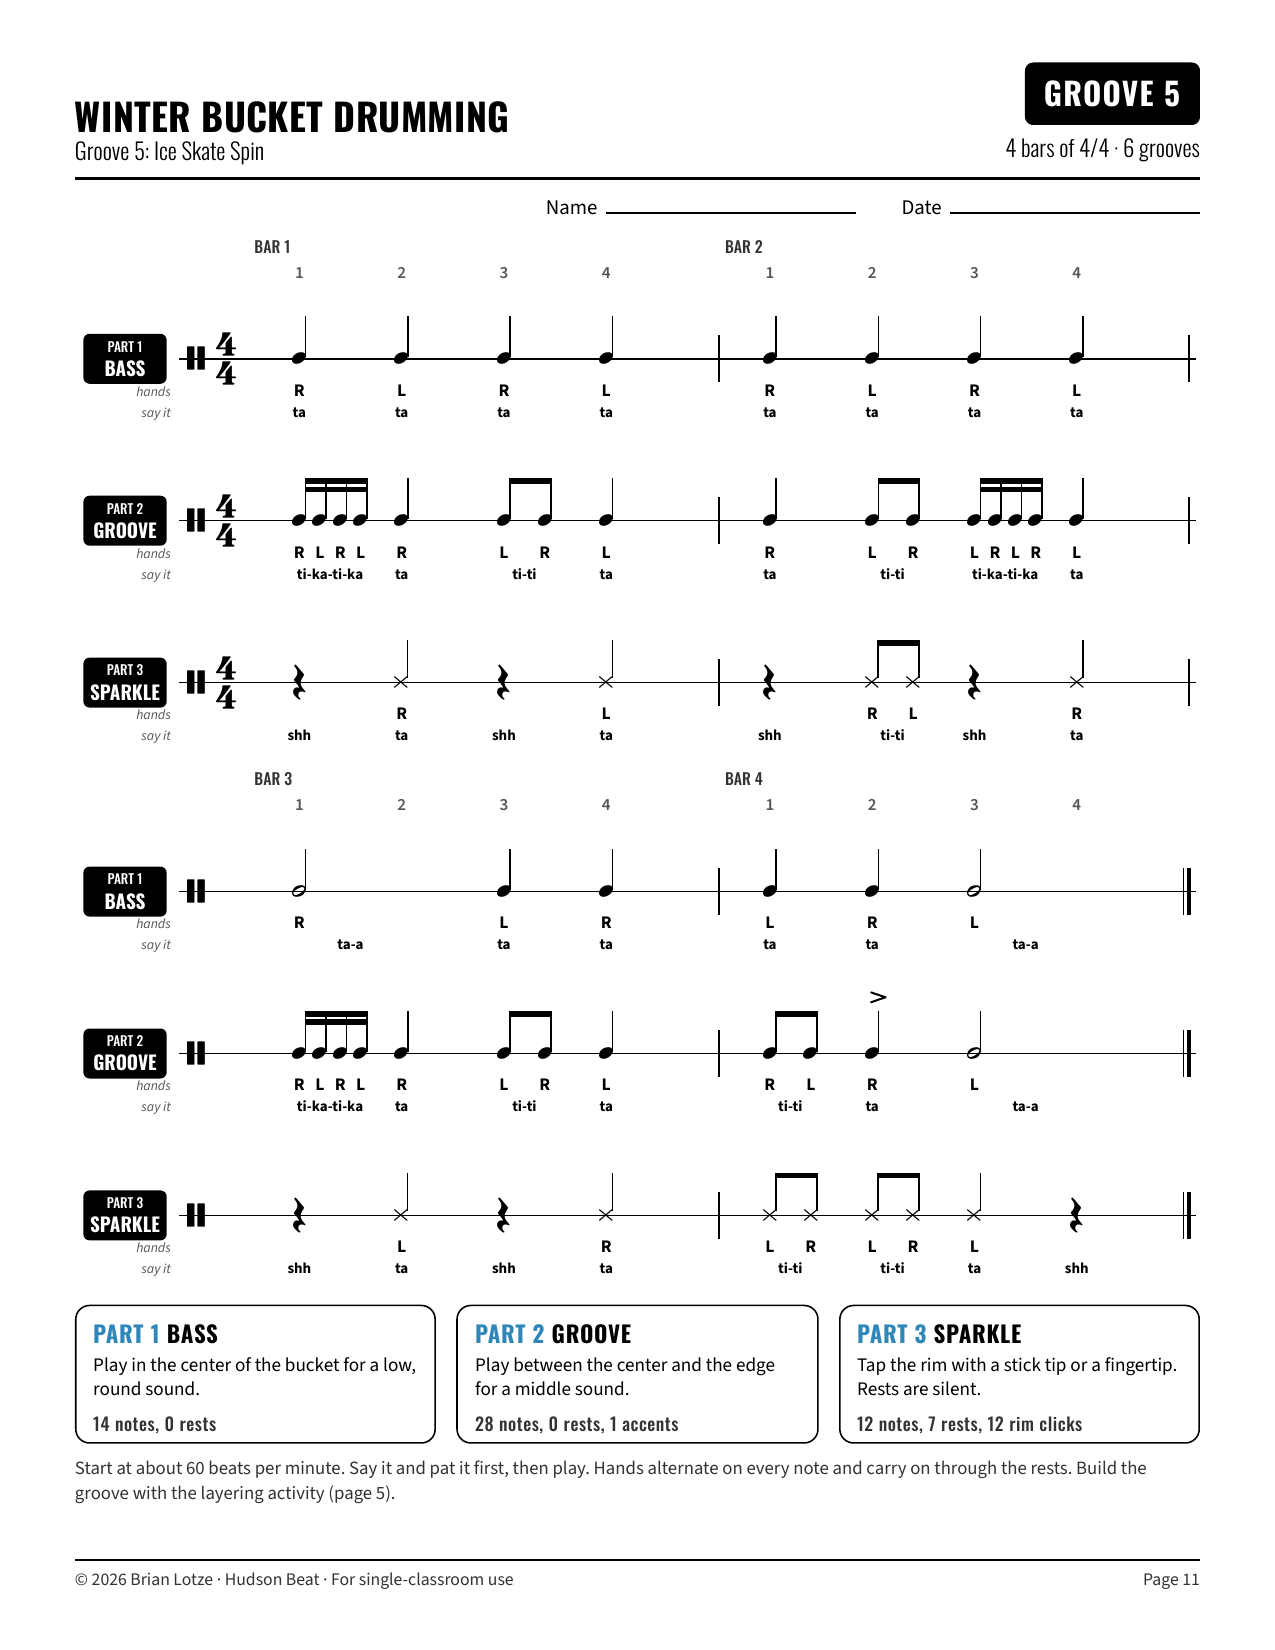 GROOVE 5
WINTER BUCKET DRUMMING
Groove 5: Ice Skate Spin
4 bars of 4/4 · 6 grooves
Name Date
BAR 1 BAR 2
1 2 3 4 1 2 3 4
PART 1
BASS
4
4
hands R L R L R L R L
say it ta ta ta ta ta ta ta ta
PART 2
GROOVE
4
4
hands R L R L R L R L R L R L R L R L
say it ti-ka-ti-ka ta ti-ti ta ta ti-ti ti-ka-ti-ka ta
PART 3
SPARKLE
4
4
hands R L R L R
say it shh ta shh ta shh ti-ti shh ta
BAR 3 BAR 4
1 2 3 4 1 2 3 4
PART 1
BASS
hands R L R L R L
say it ta-a ta ta ta ta ta-a
PART 2
GROOVE
hands R L R L R L R L R L R L
say it ti-ka-ti-ka ta ti-ti ta ti-ti ta ta-a
PART 3
SPARKLE
hands L R L R L R L
say it shh ta shh ta ti-ti ti-ti ta shh
PART 1 BASS
Play in the center of the bucket for a low,
round sound.
14 notes, 0 rests
PART 2 GROOVE
Play between the center and the edge
for a middle sound.
28 notes, 0 rests, 1 accents
PART 3 SPARKLE
Tap the rim with a stick tip or a fingertip.
Rests are silent.
12 notes, 7 rests, 12 rim clicks
Start at about 60 beats per minute. Say it and pat it first, then play. Hands alternate on every note and carry on through the rests. Build the
groove with the layering activity (page 5).
© 2026 Brian Lotze · Hudson Beat · For single-classroom use Page 11